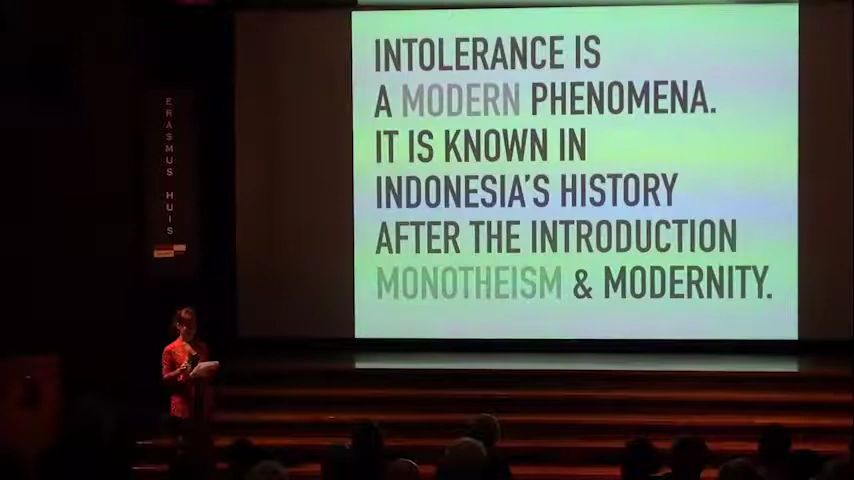 INTOLERANCE IS
A MODERN PHENOMENA.
IT IS KNOWN IN
INDONESIA'S HISTORY
AFTER THE INTRODUCTION
MONOTHEISM & MODERNITY.
ERASMUS HUIS